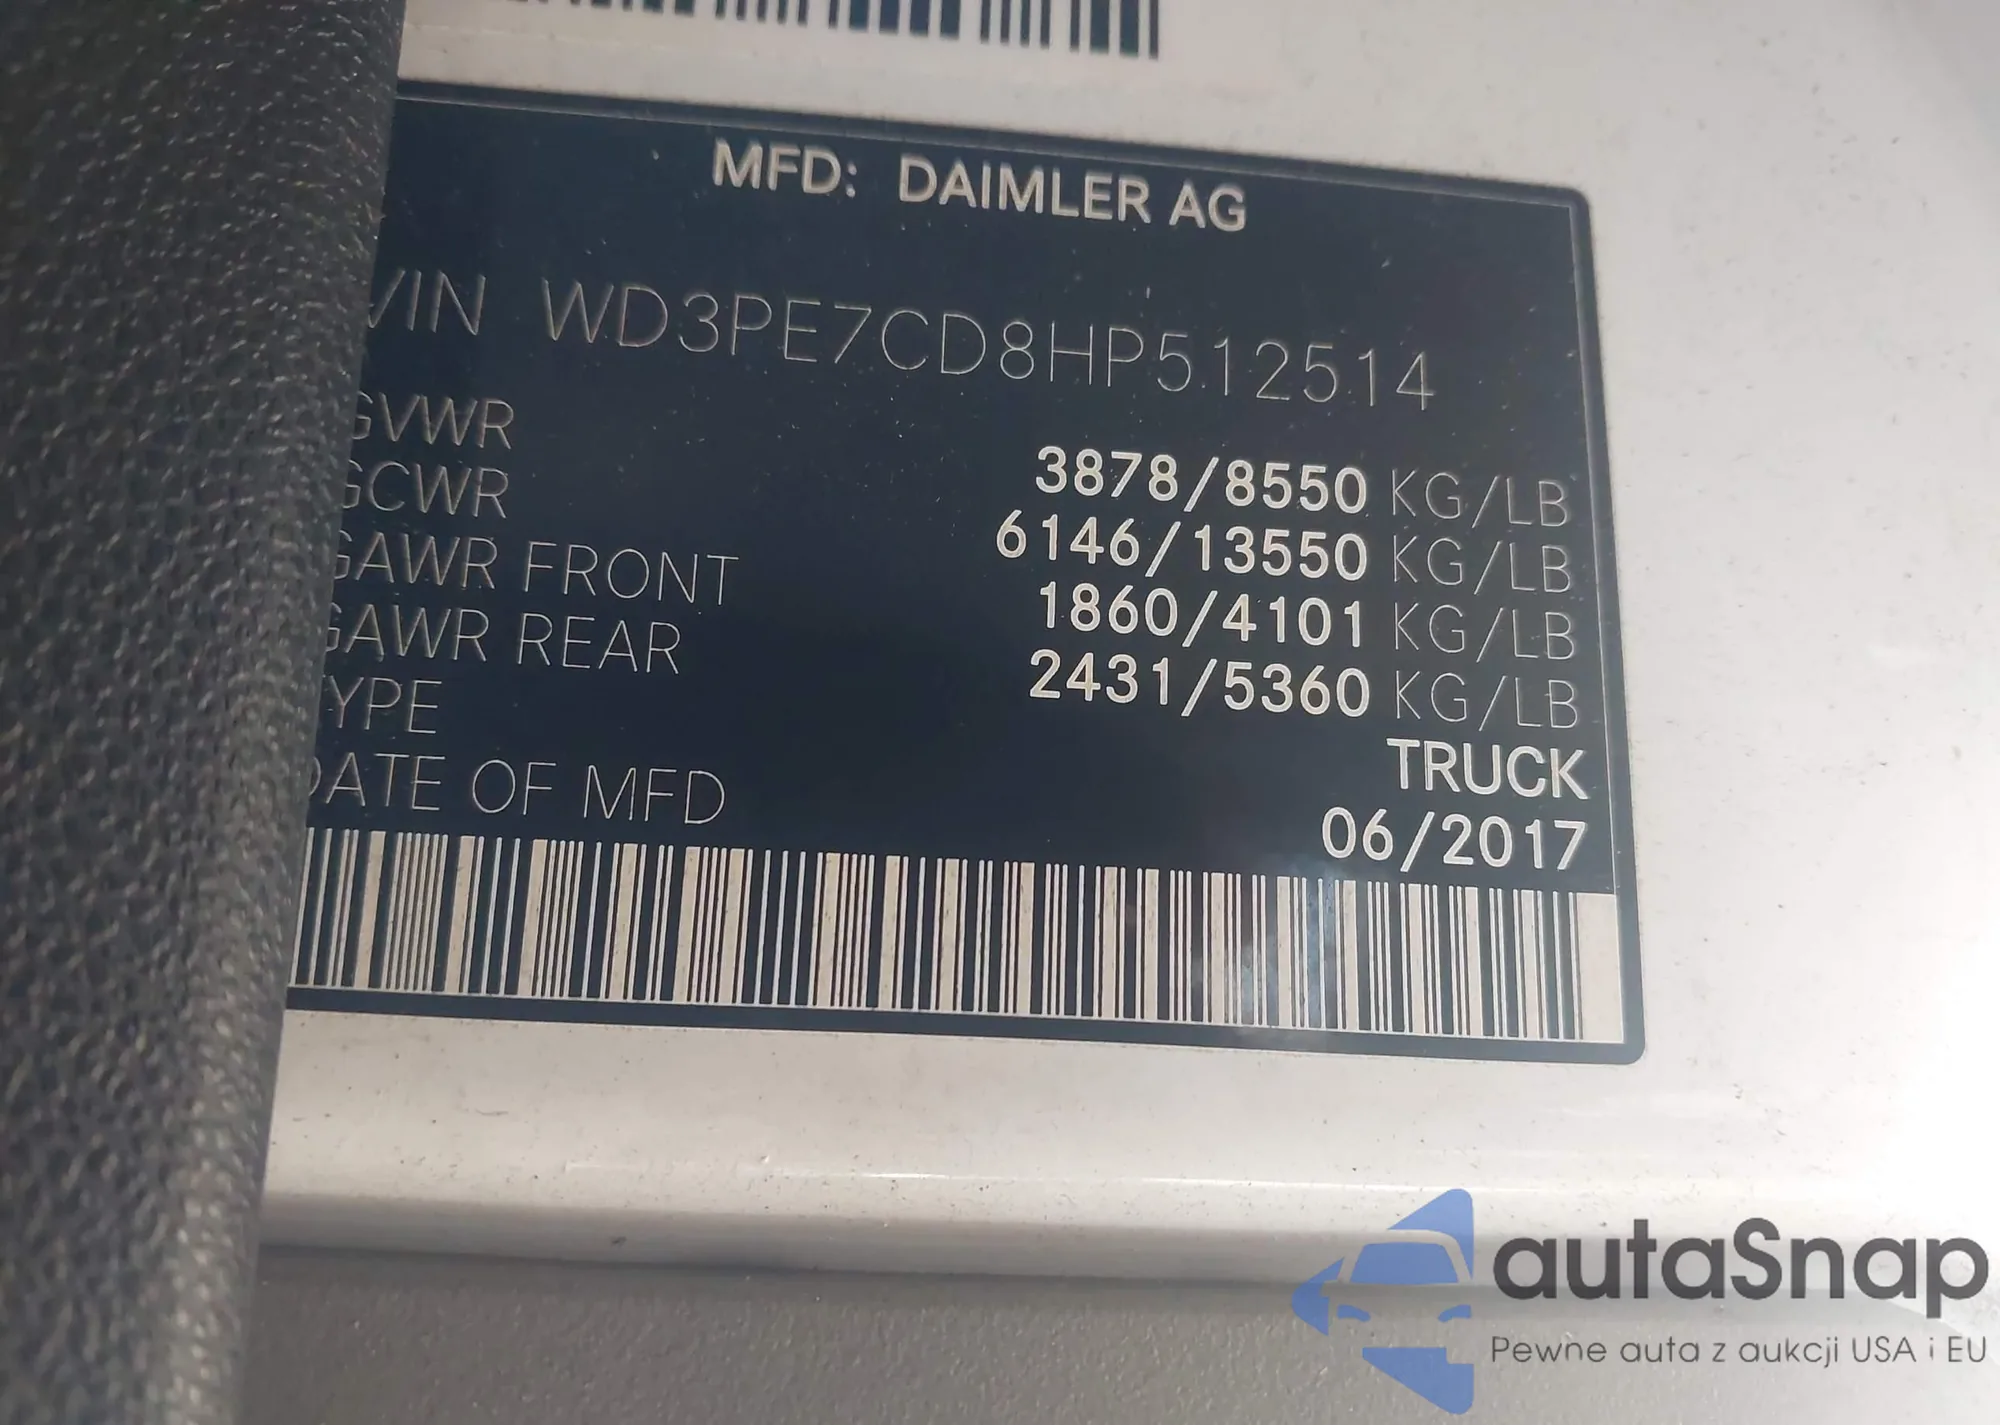 MFD: DAIMLER AG
VIN WD3PE7CD8HP512514
GVWR 3878/8550 KG/LB
GCWR 6146/13550 KG/LB
GAWR FRONT 1860/4101 KG/LB
GAWR REAR 2431/5360 KG/LB
TYPE TRUCK
DATE OF MFD 06/2017
autaSnap
Pewne auta z aukcji USA i EU